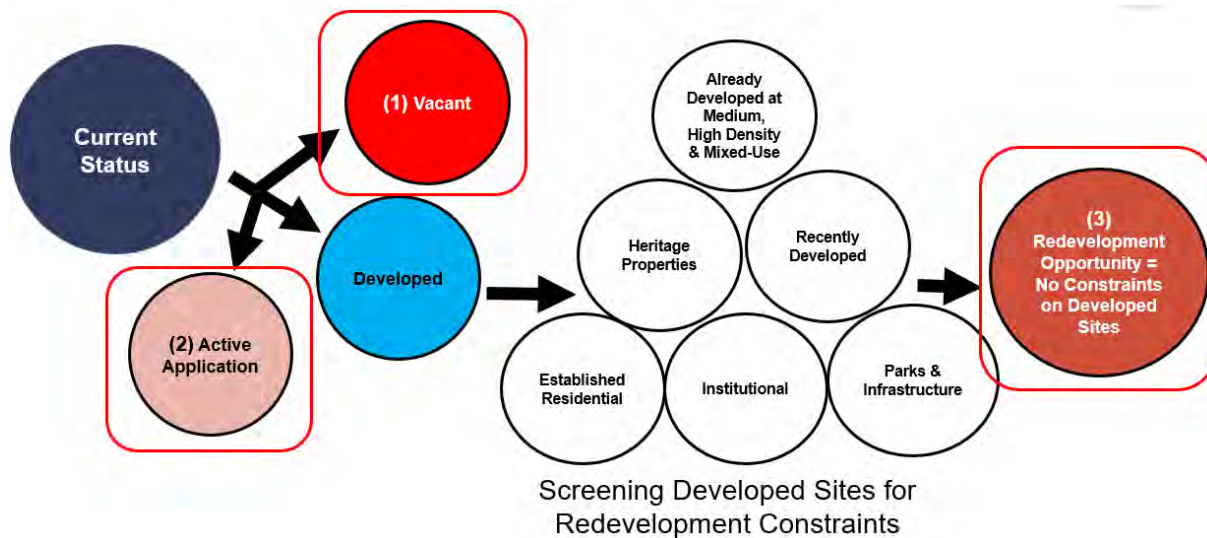 Current
Status
(1) Vacant
(2) Active
Application
Developed
Already
Developed at
Medium,
High Density
& Mixed-Use
Heritage
Properties
Recently
Developed
Established
Residential
Institutional
Parks &
Infrastructure
(3)
Redevelopment
Opportunity =
No Constraints
on Developed
Sites
Screening Developed Sites for
Redevelopment Constraints